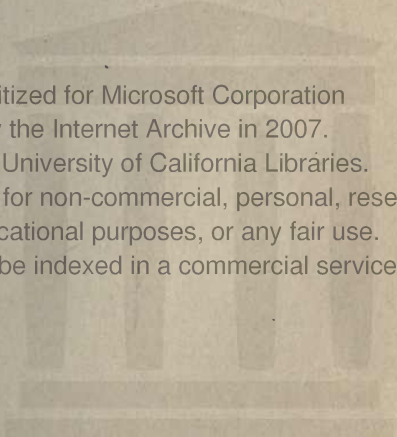 itized for Microsoft Corporation
the Internet Archive in 2007.
University of California Libraries.
for non-commercial, personal, rese
cational purposes, or any fair use.
be indexed in a commercial service